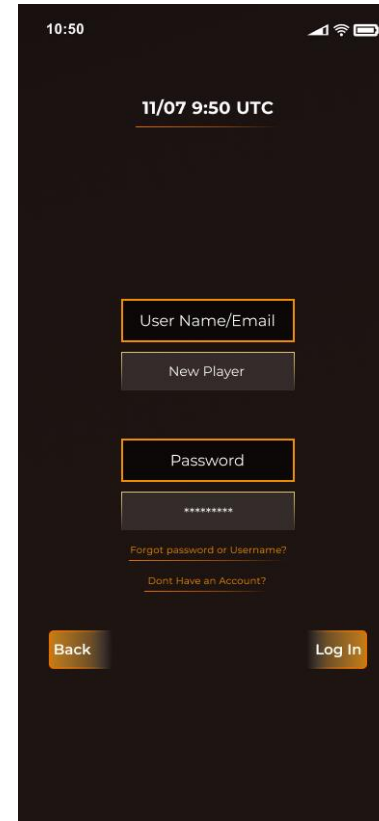 10:50
11/07 9:50 UTC
User Name/Email
New Player
Password
*********
Forgot password or Username?
Dont Have an Account?
Back
Log In